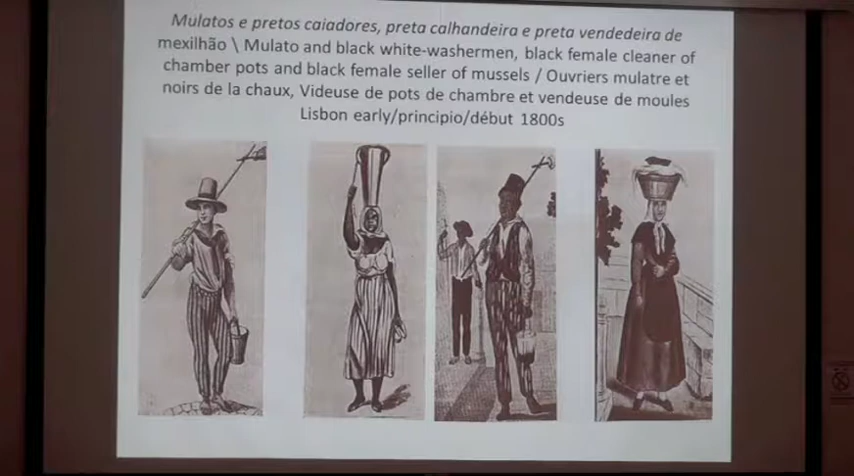 Mulatos e pretos caiadores, preta calhandeira e preta vendedeira de
mexilhão \ Mulato and black white-washermen, black female cleaner of
chamber pots and black female seller of mussels / Ouvriers mulatre et
noirs de la chaux, Videuse de pots de chambre et vendeuse de moules
Lisbon early/principio/début 1800s